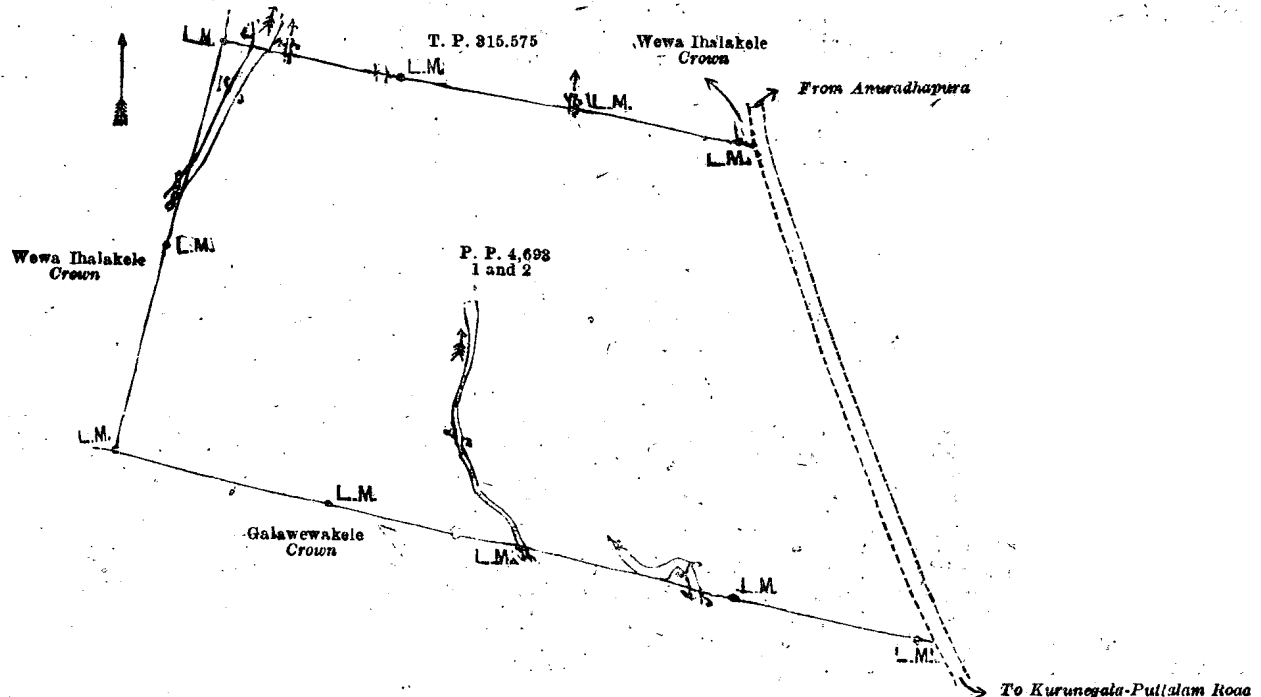 L.M.
T. P. 315.575
L.M.
Wewa Ihalakele
Crown
From Anuradhapura
L.M.
L.M.
Wewa Ihalakele
Crown
L.M.
P. P. 4,693
1 and 2
L.M.
L.M.
Galawewakele
Crown
L.M.
L.M.
L.M.
To Kurunegala-Puttalam Road